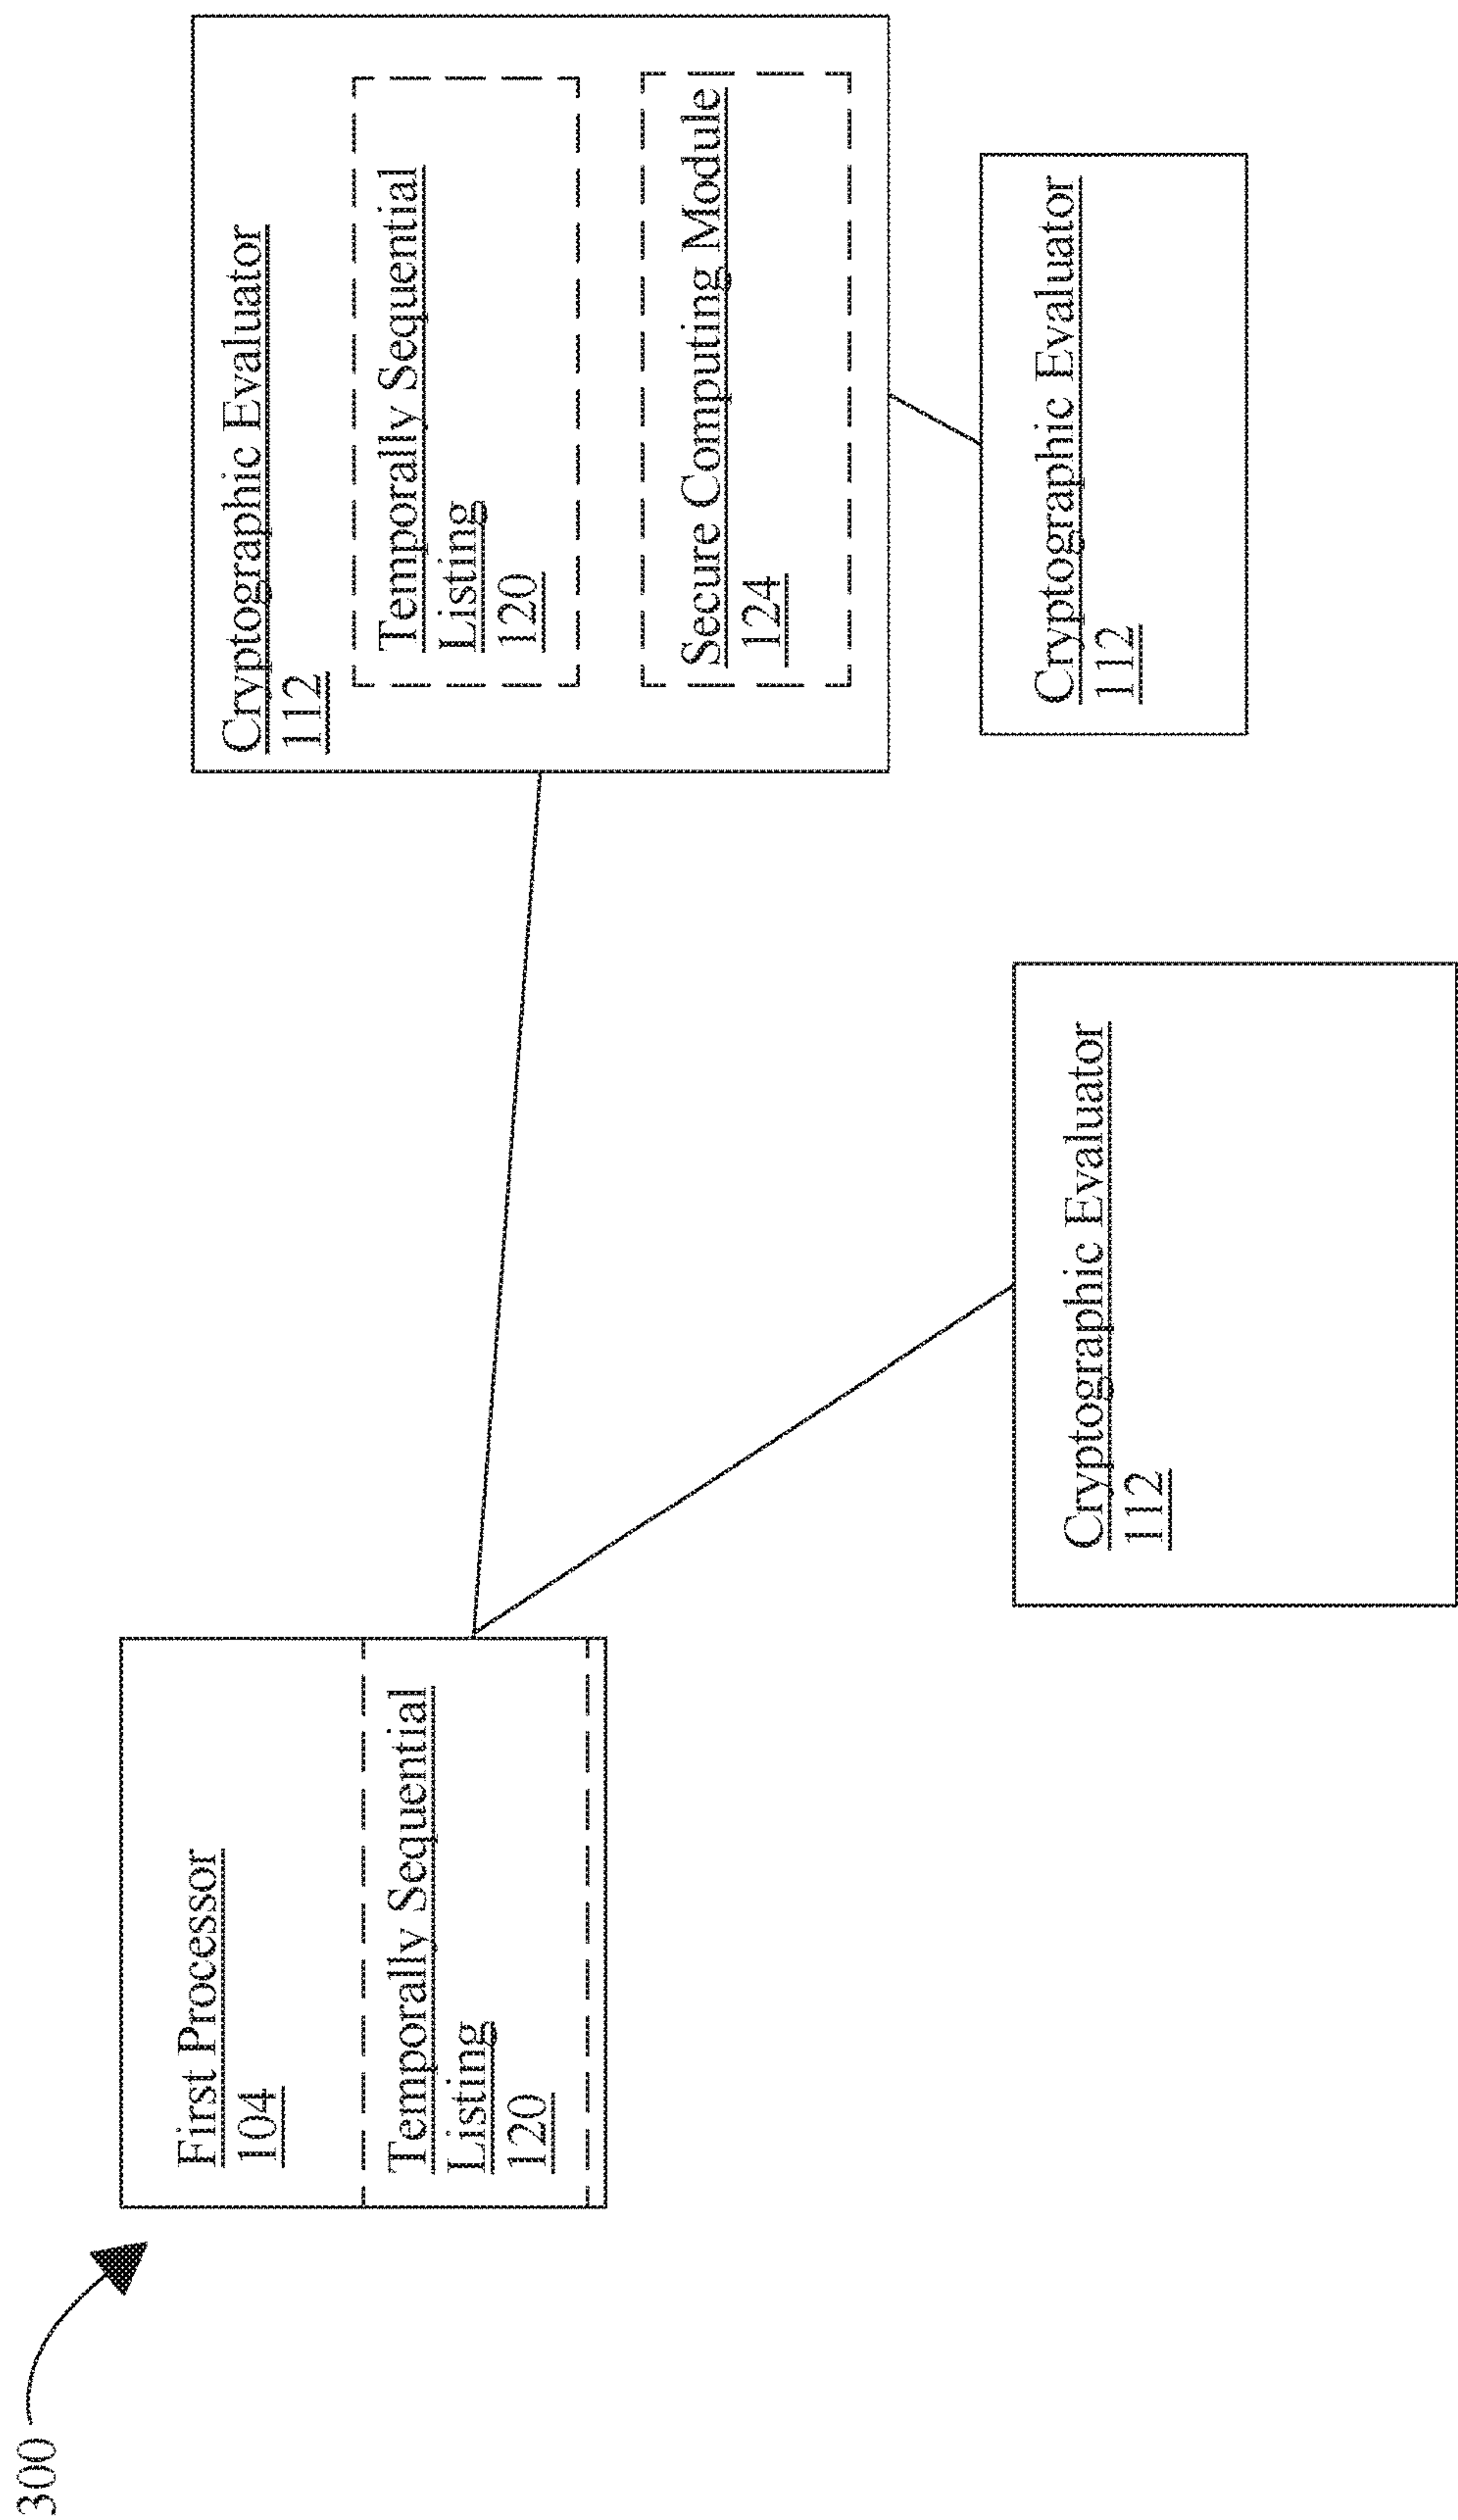 300
First Processor
104
Temporally Sequential
Listing
120
Cryptographic Evaluator
112
Temporally Sequential
Listing
120
Secure Computing Module
124
Cryptographic Evaluator
112
Cryptographic Evaluator
112